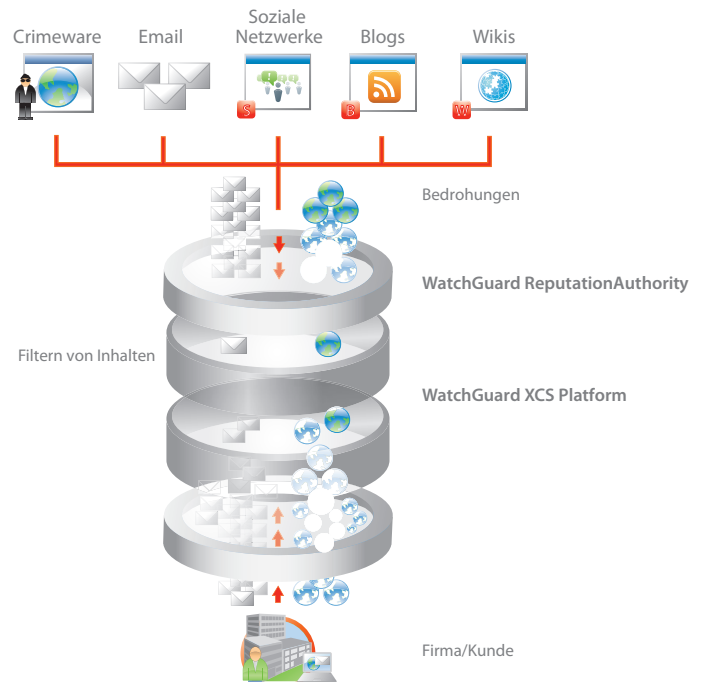 Crimeware
Email
Soziale
Netzwerke
Blogs
Wikis
S
B
W
Bedrohungen
WatchGuard ReputationAuthority
Filtern von Inhalten
WatchGuard XCS Platform
Firma/Kunde